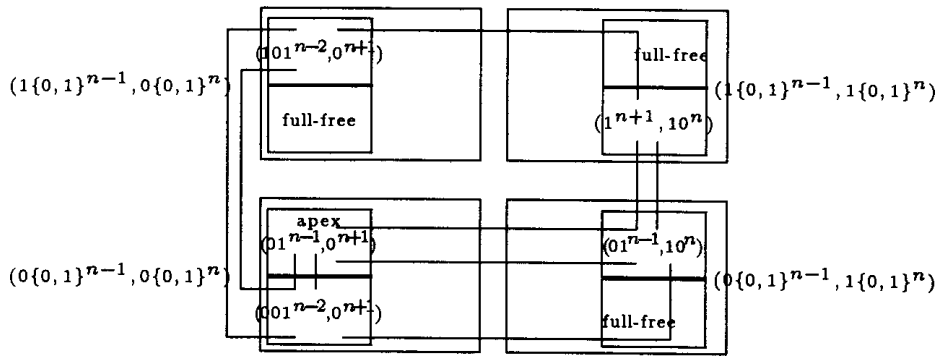 (101^{n-2},0^{n+1})
full-free
(1{0,1}^{n-1},0{0,1}^n)
(1{0,1}^{n-1},1{0,1}^n)
full-free
(1^{n+1},10^n)
apex
(01^{n-1},0^{n+1})
(01^{n-1},10^n)
(0{0,1}^{n-1},0{0,1}^n)
(0{0,1}^{n-1},1{0,1}^n)
(001^{n-2},0^{n+1})
full-free